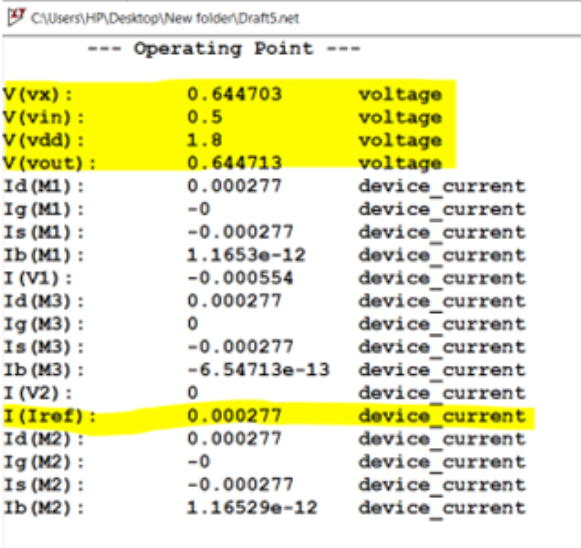 C:\Users\HP\Desktop\New folder\Draft5.net
--- Operating Point ---
V(vx): 0.644703 voltage
V(vin): 0.5 voltage
V(vdd): 1.8 voltage
V(vout): 0.644713 voltage
Id(M1): 0.000277 device_current
Ig(M1): -0 device_current
Is(M1): -0.000277 device_current
Ib(M1): 1.1653e-12 device_current
I(V1): -0.000554 device_current
Id(M3): 0.000277 device_current
Ig(M3): 0 device_current
Is(M3): -0.000277 device_current
Ib(M3): -6.54713e-13 device_current
I(V2): 0 device_current
I(Iref): 0.000277 device_current
Id(M2): 0.000277 device_current
Ig(M2): -0 device_current
Is(M2): -0.000277 device_current
Ib(M2): 1.16529e-12 device_current